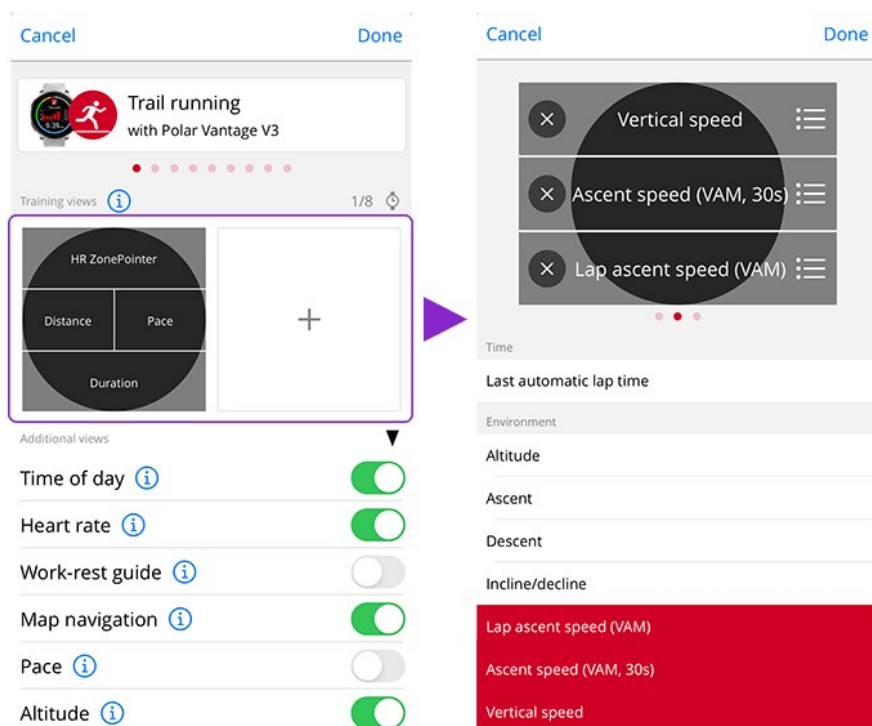 Cancel
Done
Trail running
with Polar Vantage V3
Training views
1/8
HR ZonePointer
Distance
Pace
Duration
Additional views
Time of day
Heart rate
Work-rest guide
Map navigation
Pace
Altitude
Cancel
Done
Vertical speed
Ascent speed (VAM, 30s)
Lap ascent speed (VAM)
Time
Last automatic lap time
Environment
Altitude
Ascent
Descent
Incline/decline
Lap ascent speed (VAM)
Ascent speed (VAM, 30s)
Vertical speed